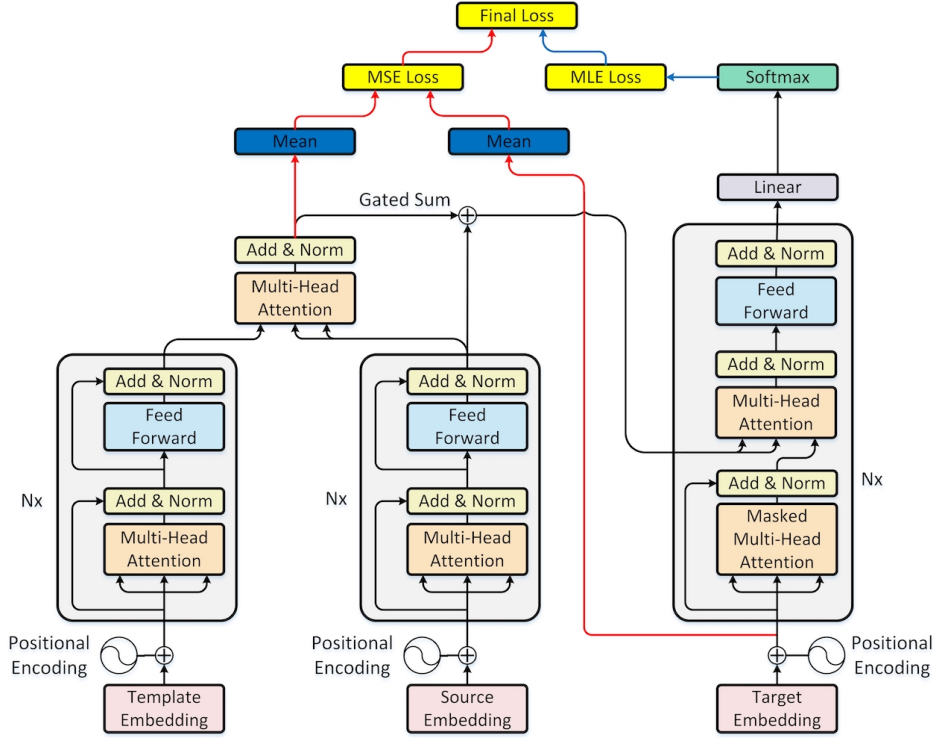 Final Loss
MSE Loss
MLE Loss
Softmax
Mean
Mean
Linear
Gated Sum
Add & Norm
Multi-Head
Attention
Add & Norm
Feed
Forward
Add & Norm
Multi-Head
Attention
Add & Norm
Masked
Multi-Head
Attention
Nx
Add & Norm
Feed
Forward
Add & Norm
Multi-Head
Attention
Nx
Add & Norm
Feed
Forward
Add & Norm
Multi-Head
Attention
Nx
Positional
Encoding
Positional
Encoding
Positional
Encoding
Template
Embedding
Source
Embedding
Target
Embedding